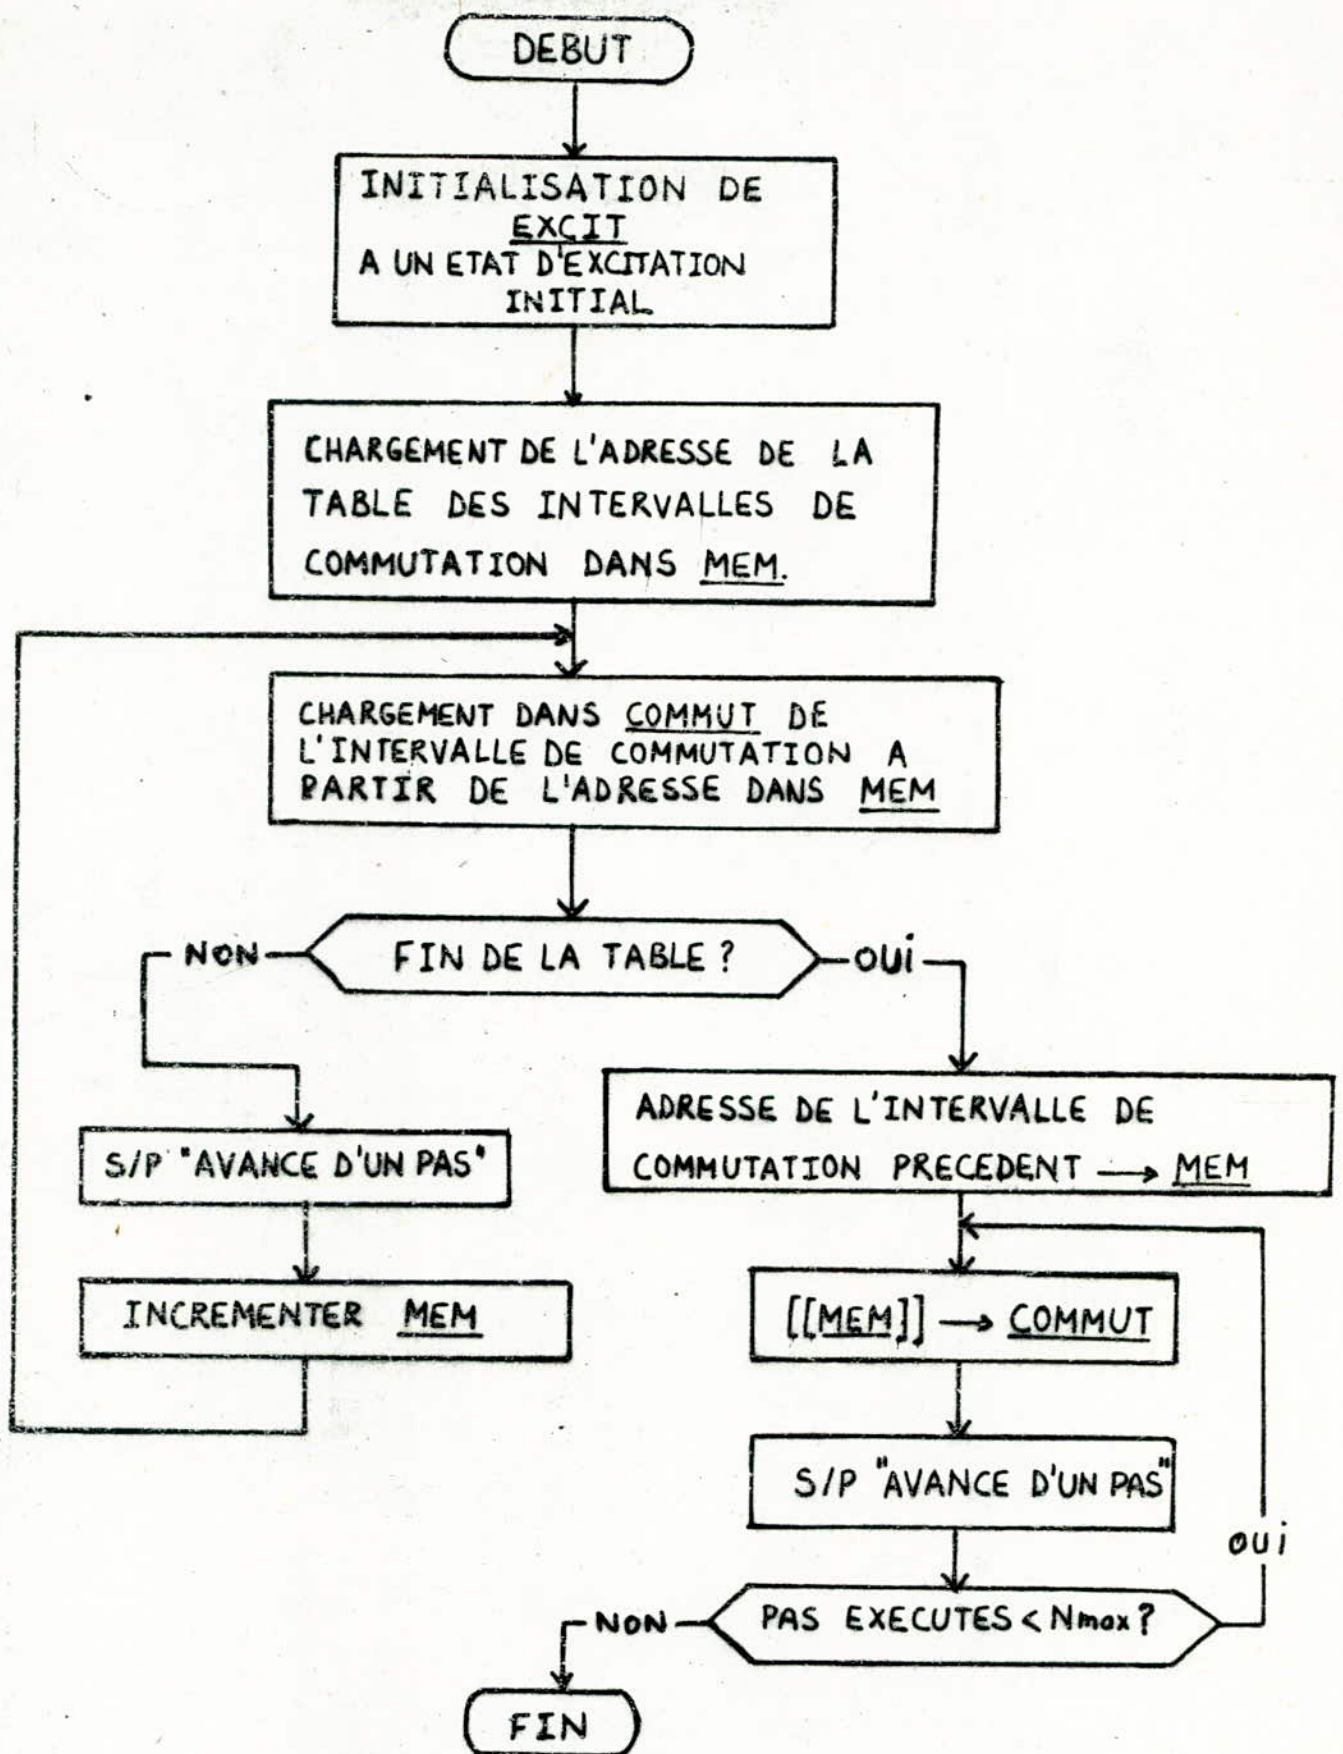 DEBUT
INITIALISATION DE
EXCIT
A UN ETAT D'EXCITATION
INITIAL
CHARGEMENT DE L'ADRESSE DE LA
TABLE DES INTERVALLES DE
COMMUTATION DANS MEM.
CHARGEMENT DANS COMMUT DE
L'INTERVALLE DE COMMUTATION A
PARTIR DE L'ADRESSE DANS MEM
NON
FIN DE LA TABLE ?
OUi
S/P "AVANCE D'UN PAS"
INCREMENTER MEM
ADRESSE DE L'INTERVALLE DE
COMMUTATION PRECEDENT → MEM
[[MEM]] → COMMUT
S/P "AVANCE D'UN PAS"
OUi
NON
PAS EXECUTES < Nmax ?
FIN